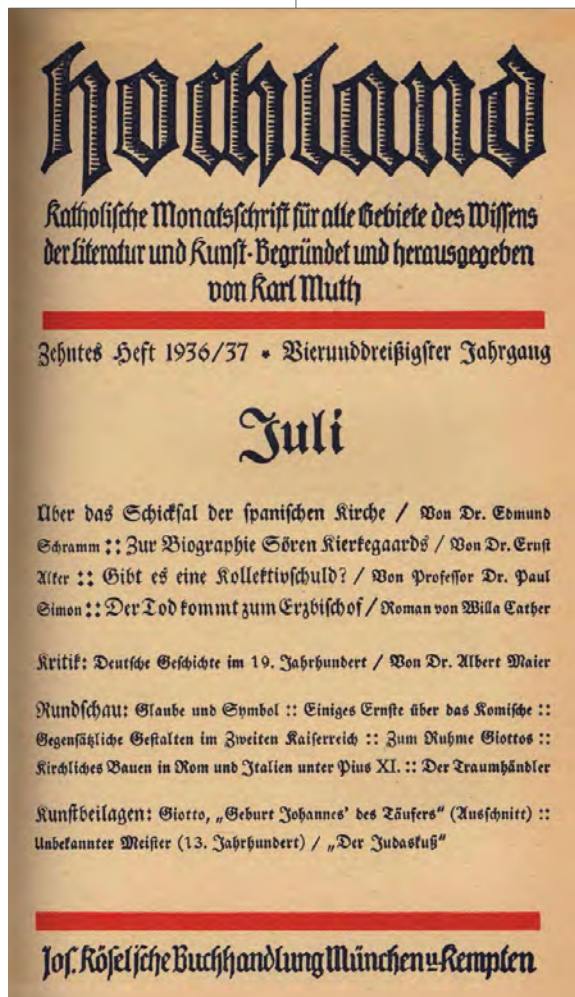 Hochland
Katholische Monatsschrift für alle Gebiete des Wissens
der Literatur und Kunst · Begründet und herausgegeben
von Karl Muth
Zehntes Heft 1936/37 * Vierunddreißigster Jahrgang
Juli
Über das Schicksal der spanischen Kirche / Von Dr. Edmund
Schramm :: Zur Biographie Sören Kierkegaards / Von Dr. Ernst
Alker :: Gibt es eine Kollektivschuld? / Von Professor Dr. Paul
Simon :: Der Tod kommt zum Erzbischof / Roman von Willa Cather
Kritik: Deutsche Geschichte im 19. Jahrhundert / Von Dr. Albert Maier
Rundschau: Glaube und Symbol :: Einiges Ernste über das Komische ::
Gegensätzliche Gestalten im Zweiten Kaiserreich :: Zum Ruhme Giottos ::
Kirchliches Bauen in Rom und Italien unter Pius XI. :: Der Traumhändler
Kunstbeilagen: Giotto, „Geburt Johannes' des Täufers“ (Ausschnitt) ::
Unbekannter Meister (13. Jahrhundert) / „Der Judaskuß“
Jos. Kösel'sche Buchhandlung München u. Kempten